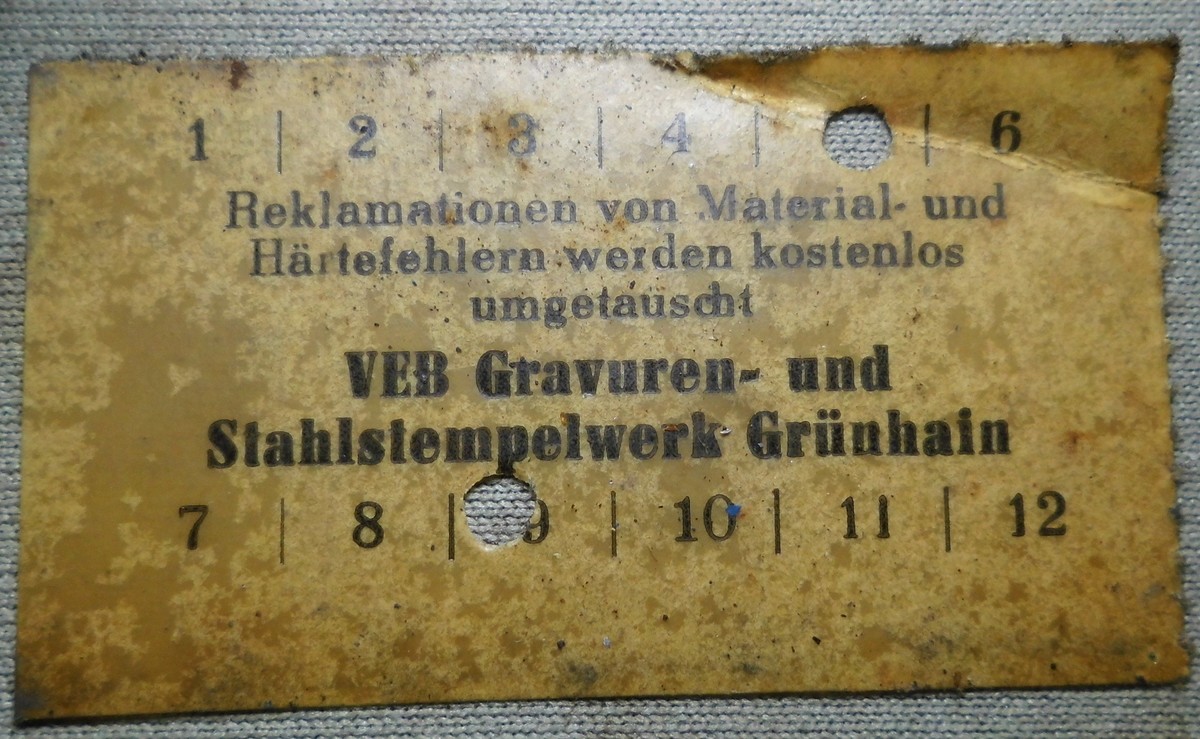 1 | 2 | 3 | 4 | | 6
Reklamationen von Material- und
Härtefehlern werden kostenlos
umgetauscht
VEB Gravuren- und
Stahlstempelwerk Grünhain
7 | 8 | 9 | 10 | 11 | 12